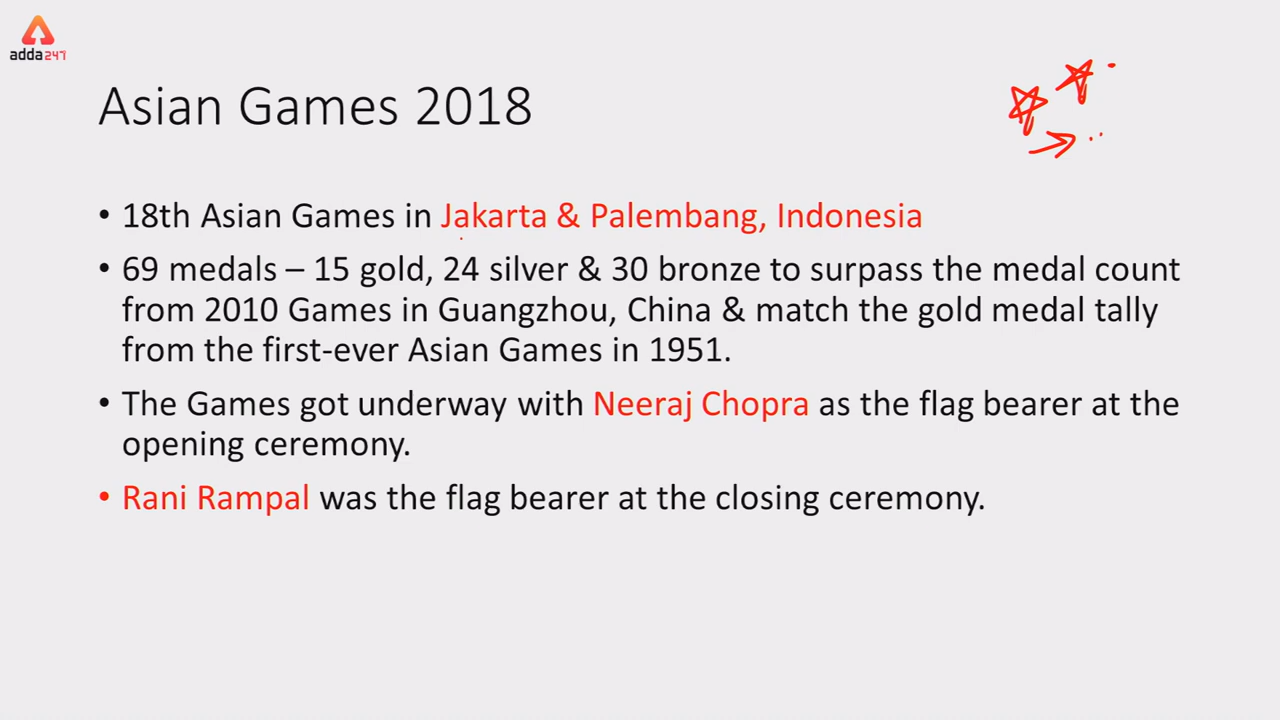 adda247
Asian Games 2018
• 18th Asian Games in Jakarta & Palembang, Indonesia
• 69 medals – 15 gold, 24 silver & 30 bronze to surpass the medal count
from 2010 Games in Guangzhou, China & match the gold medal tally
from the first-ever Asian Games in 1951.
• The Games got underway with Neeraj Chopra as the flag bearer at the
opening ceremony.
• Rani Rampal was the flag bearer at the closing ceremony.